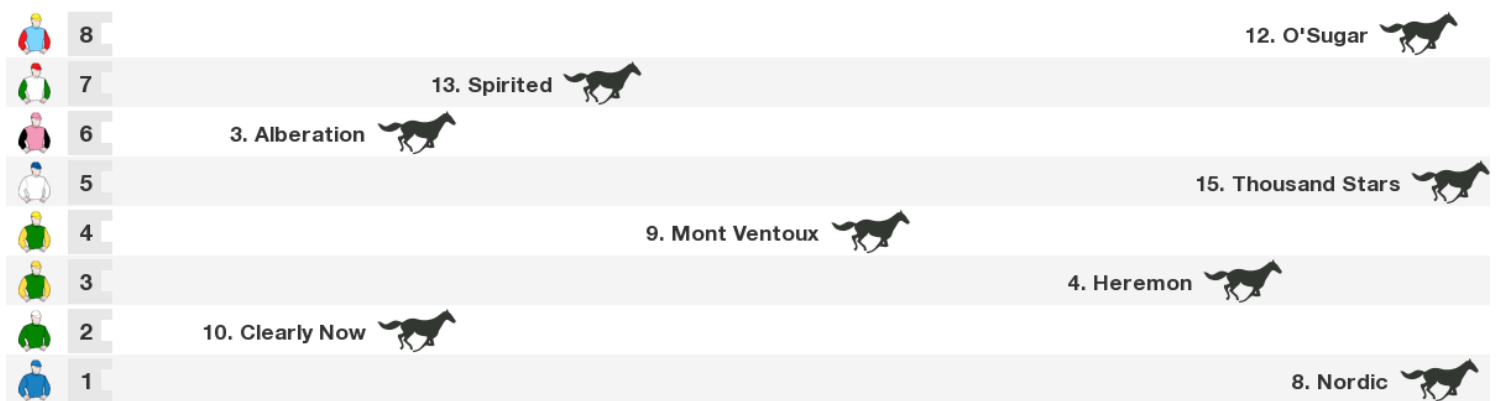 8 12. O'Sugar
7 13. Spirited
6 3. Alberation
5 15. Thousand Stars
4 9. Mont Ventoux
3 4. Heremon
2 10. Clearly Now
1 8. Nordic